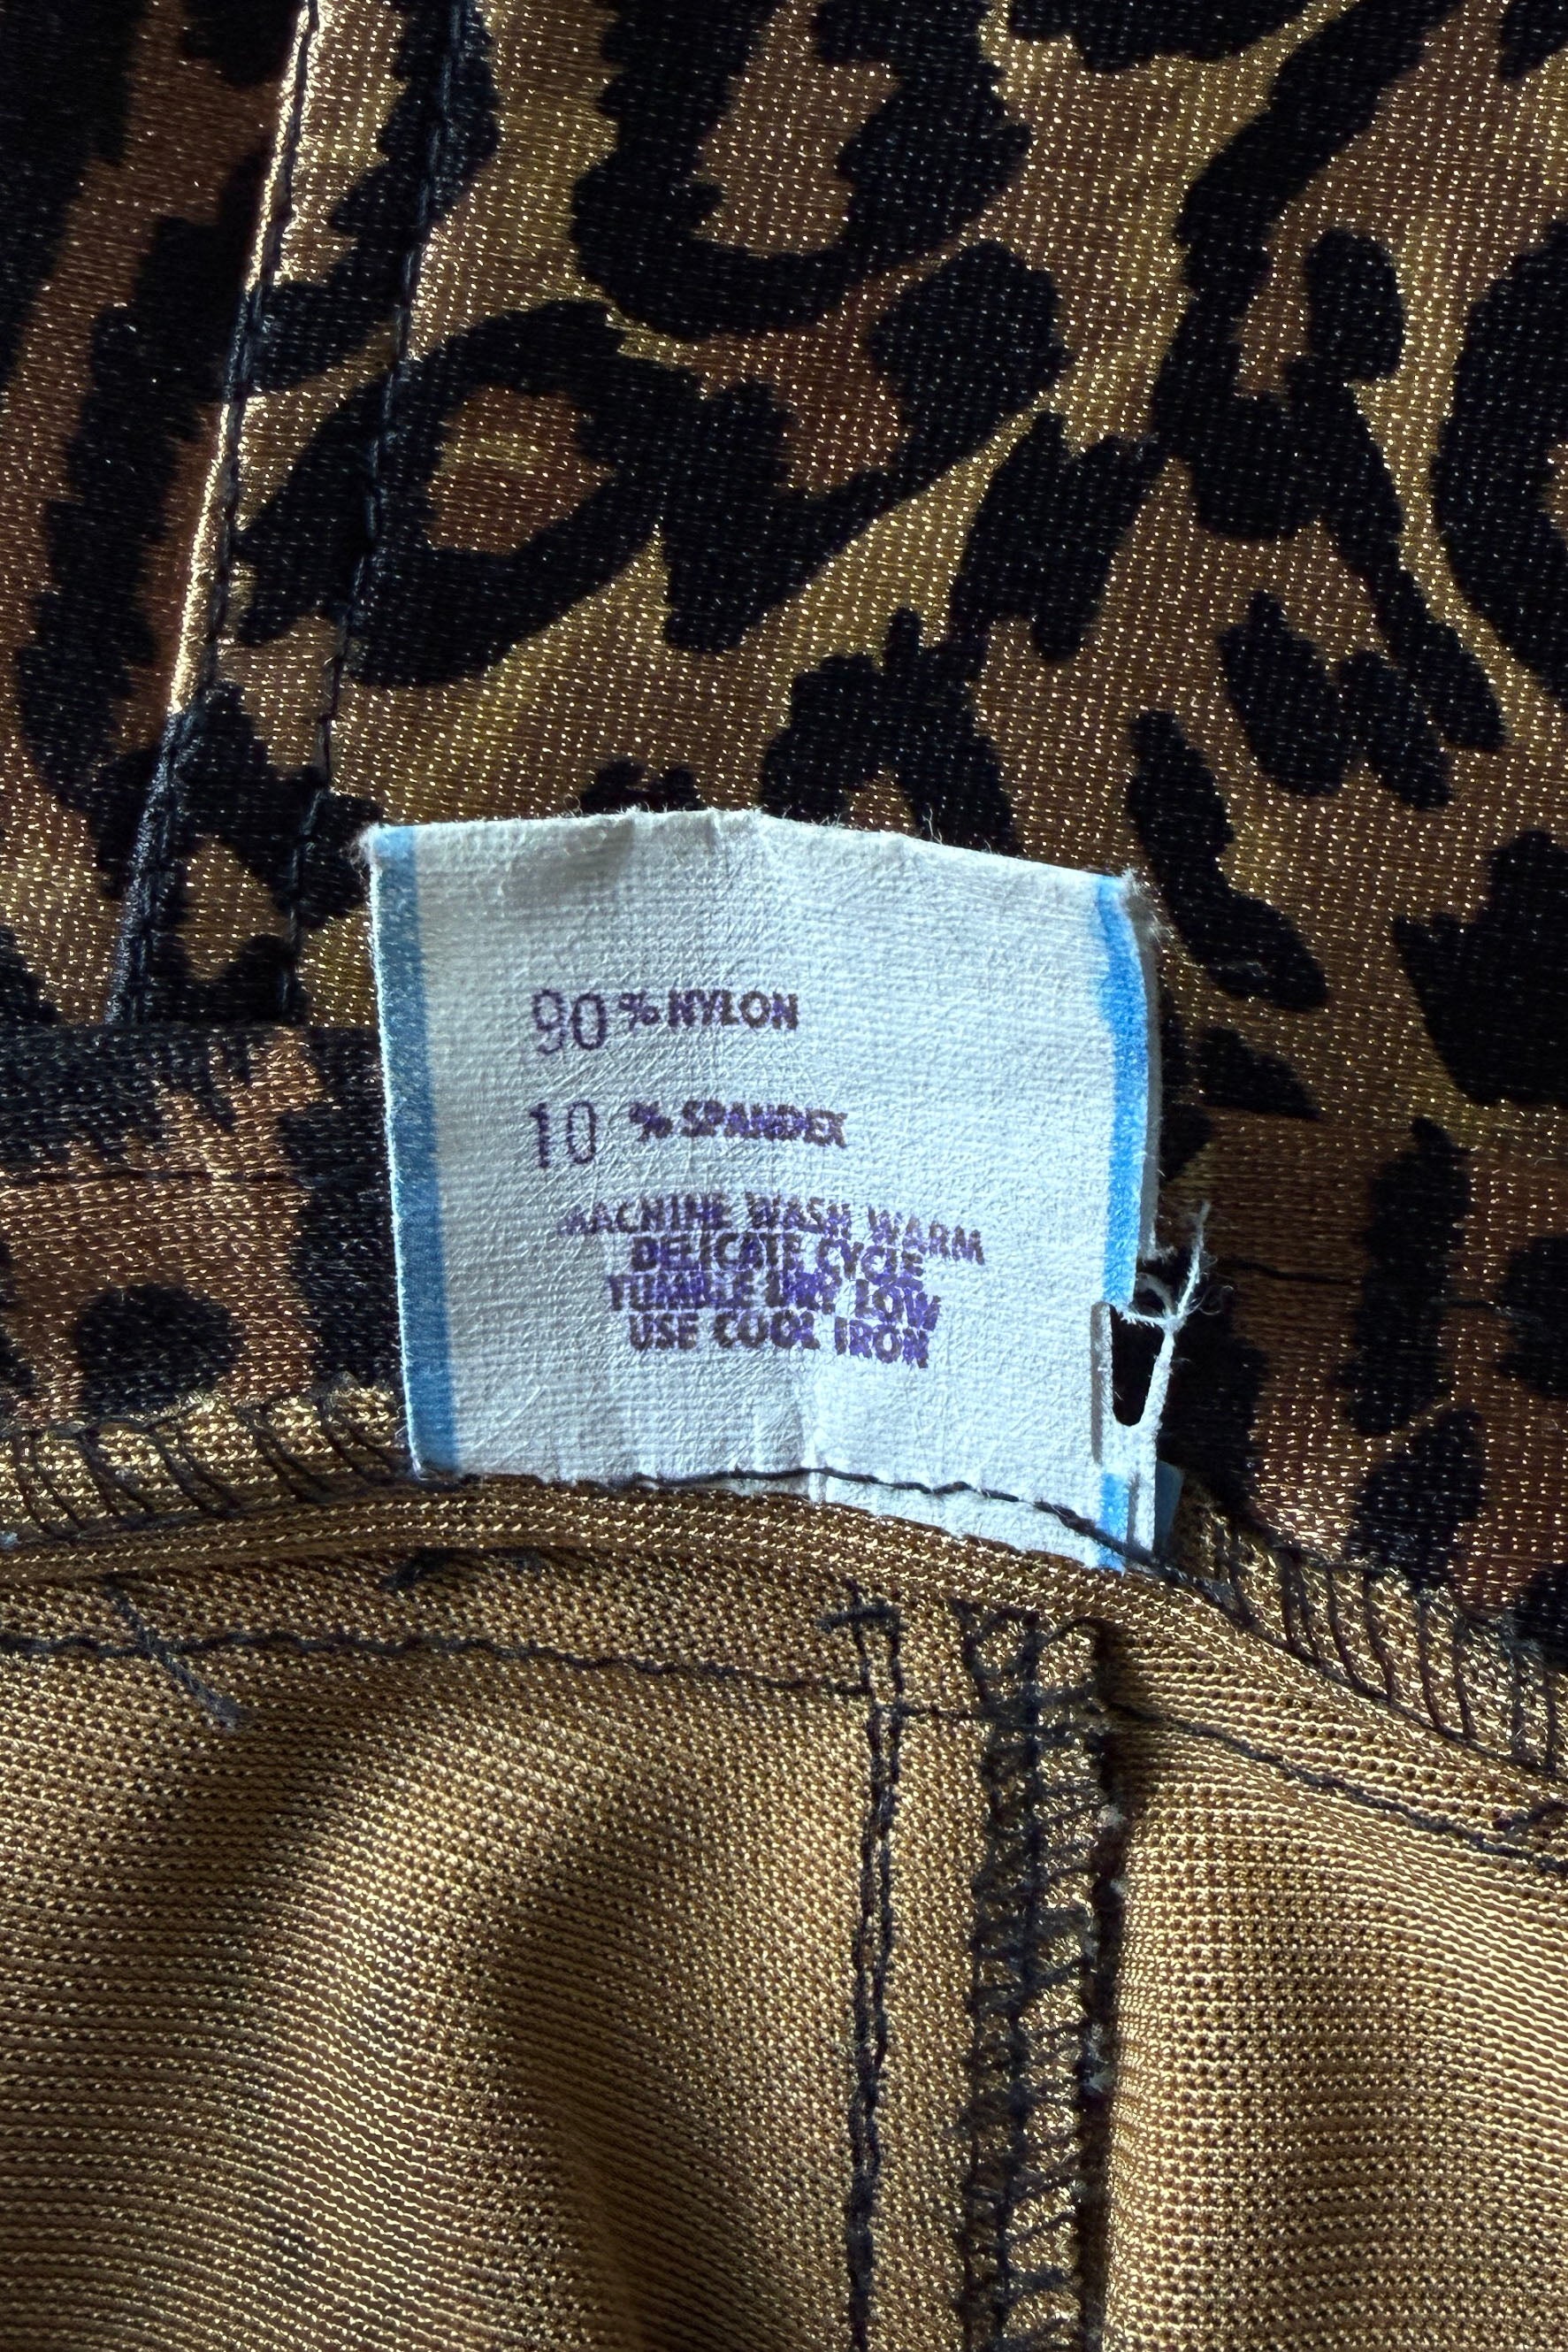 90 % NYLON
10 % SPANDEX
MACHINE WASH WARM
DELICATE CYCLE
TUMBLE DRY LOW
USE COOL IRON